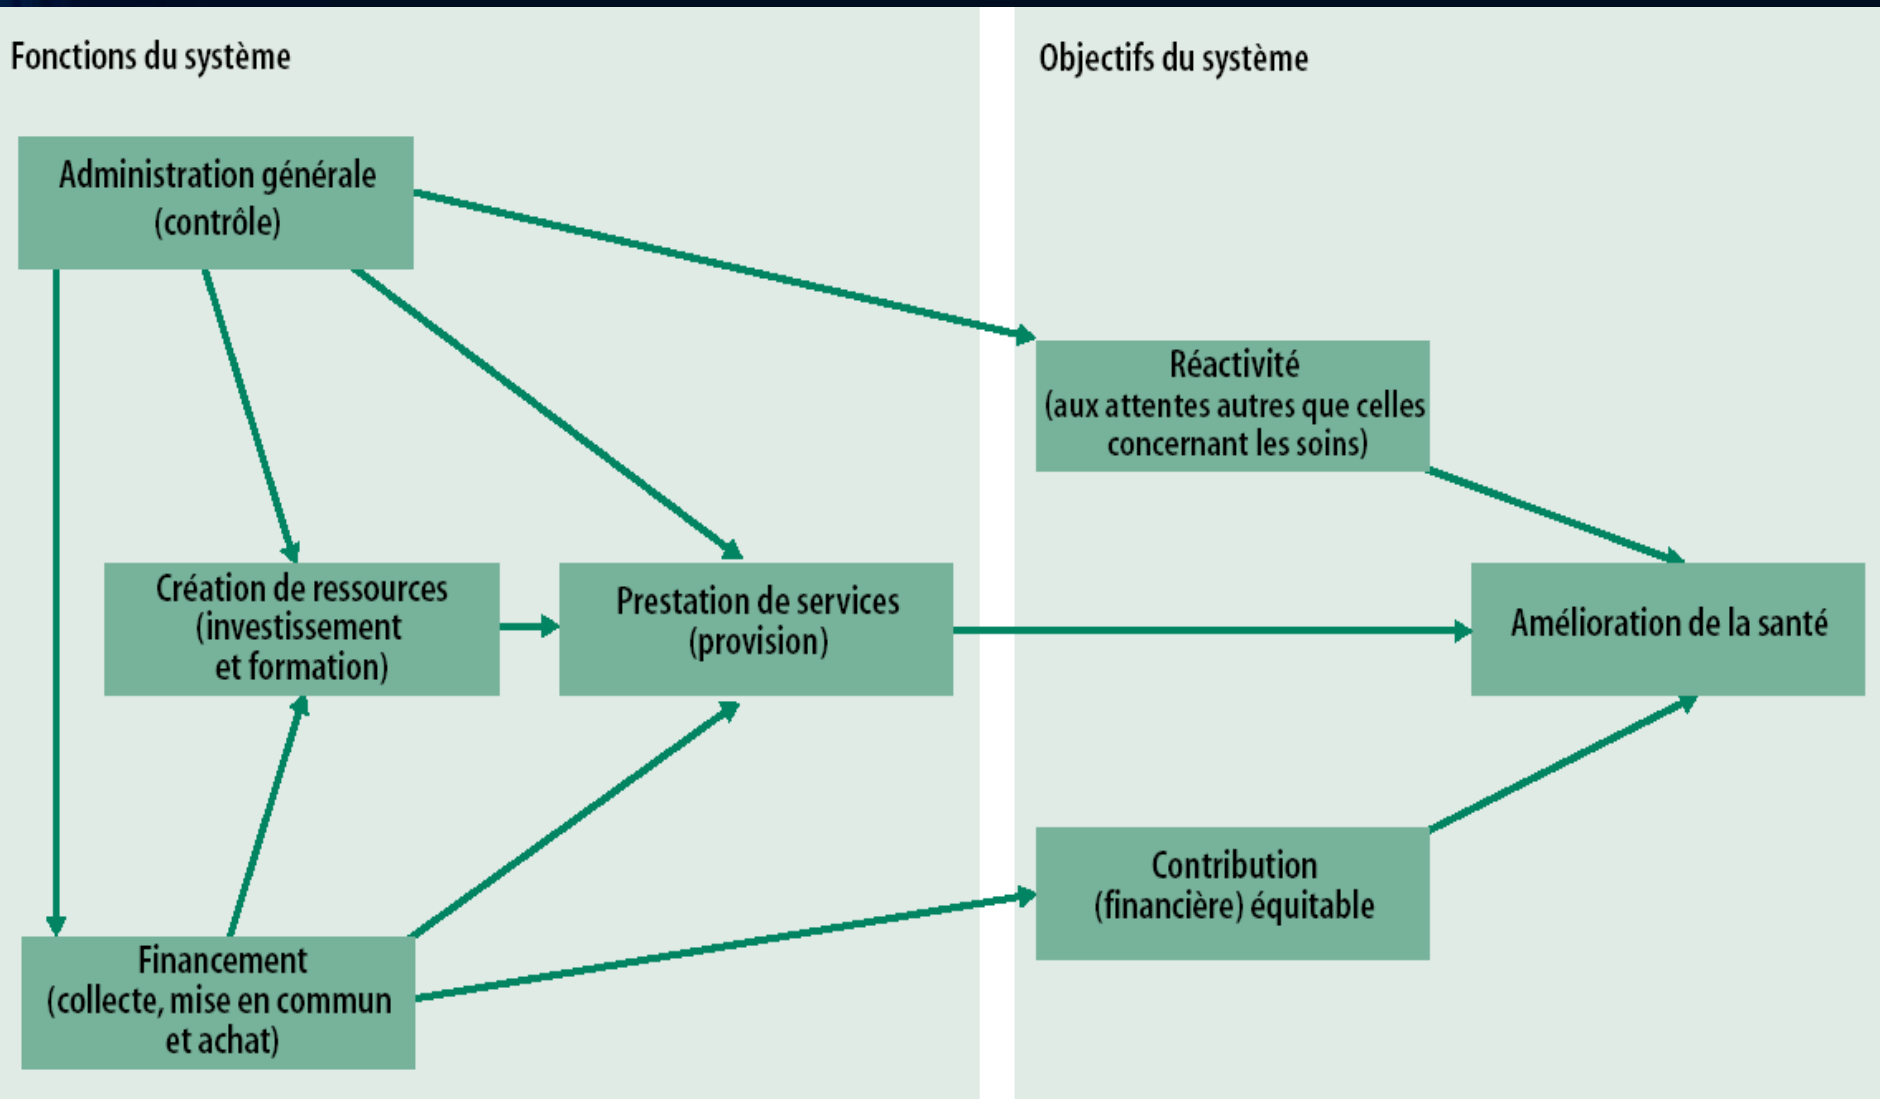 Fonctions du système
Objectifs du système
Administration générale
(contrôle)
Réactivité
(aux attentes autres que celles
concernant les soins)
Création de ressources
(investissement
et formation)
Prestation de services
(provision)
Amélioration de la santé
Contribution
(financière) équitable
Financement
(collecte, mise en commun
et achat)